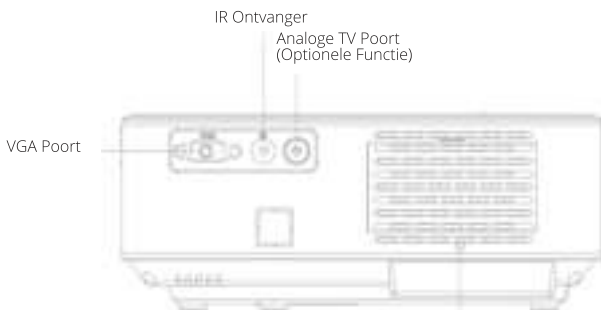 IR Ontvanger
Analoge TV Poort
(Optionele Functie)
VGA Poort